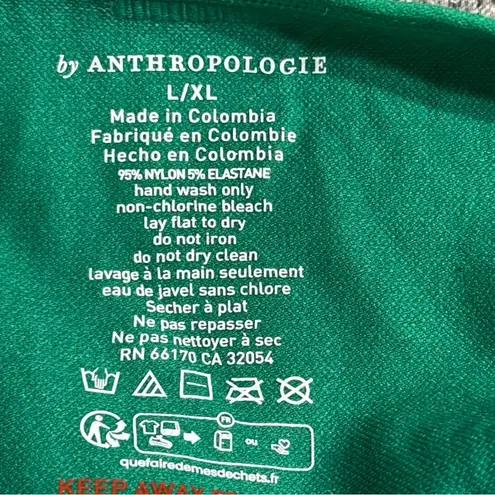 by ANTHROPOLOGIE
L/XL
Made in Colombia
Fabriqué en Colombie
Hecho en Colombia
95% NYLON 5% ELASTANE
hand wash only
non-chlorine bleach
lay flat to dry
do not iron
do not dry clean
lavage à la main seulement
eau de javel sans chlore
Secher à plat
Ne pas repasser
Ne pas nettoyer à sec
RN 66170 CA 32054
FR
ou
quefairedemesdechets.fr
KEEP AWAY